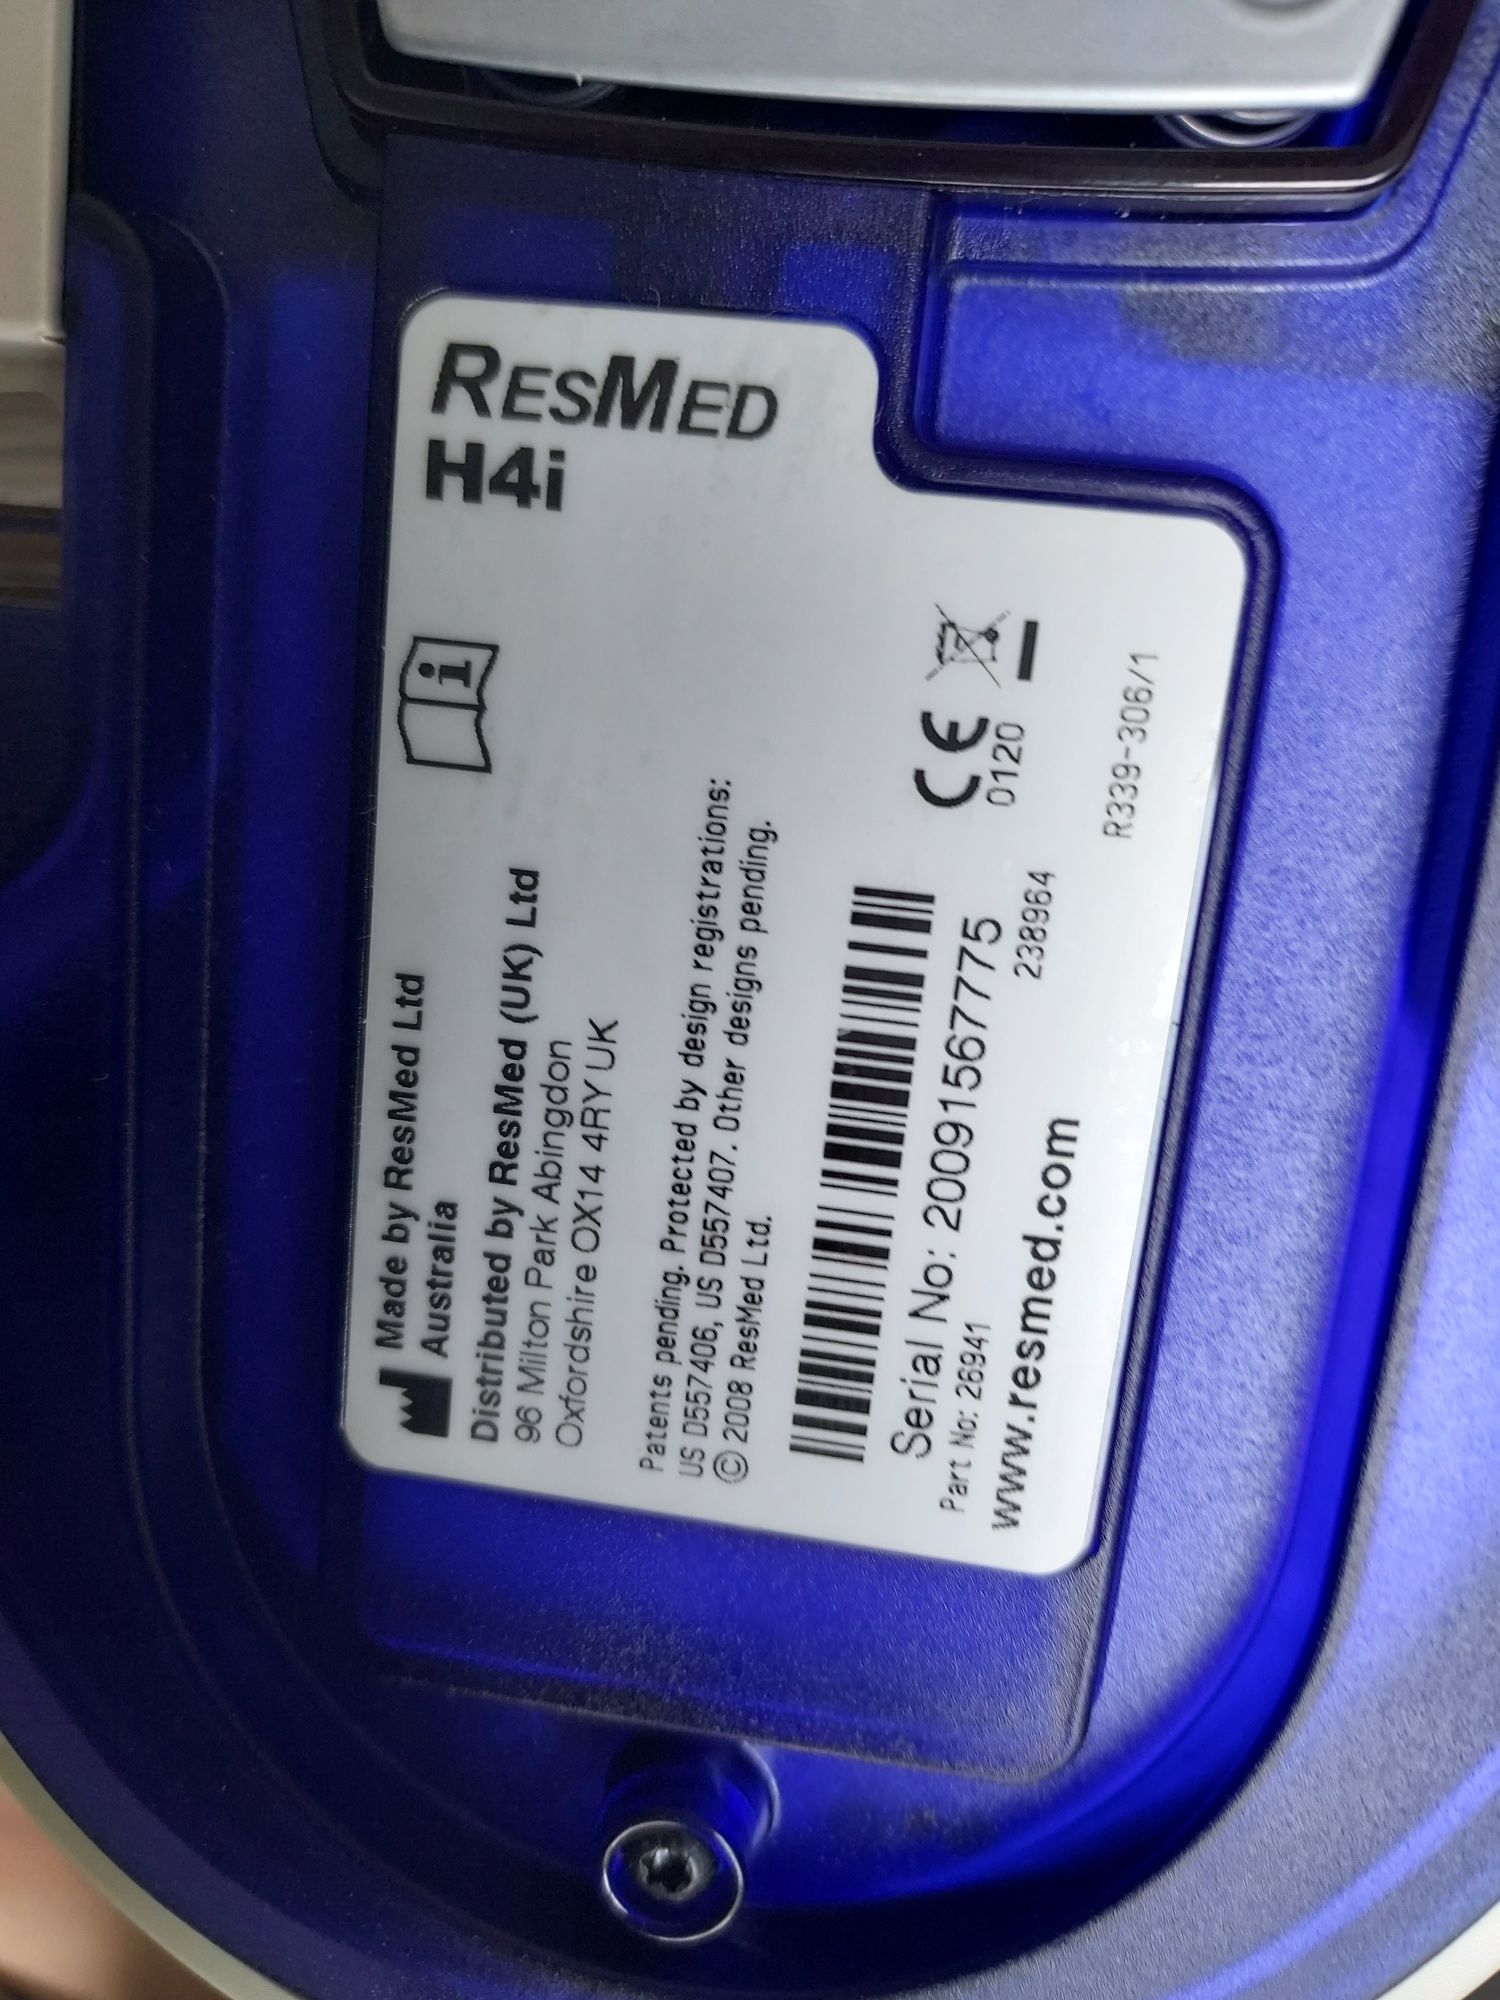 RESMED
H4i
Made by ResMed Ltd
Australia
Distributed by ResMed (UK) Ltd
96 Milton Park Abingdon
Oxfordshire OX14 4RY UK
Patents pending. Protected by design registrations:
US D557406, US D557407. Other designs pending.
© 2008 ResMed Ltd.
CE
0120
Serial No: 20091567775
Part No: 26941
238964
www.resmed.com
R339-306/1